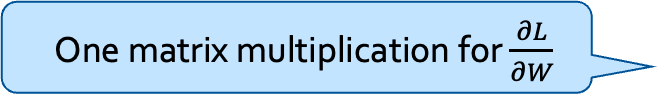 One matrix multiplication for ∂L/∂W